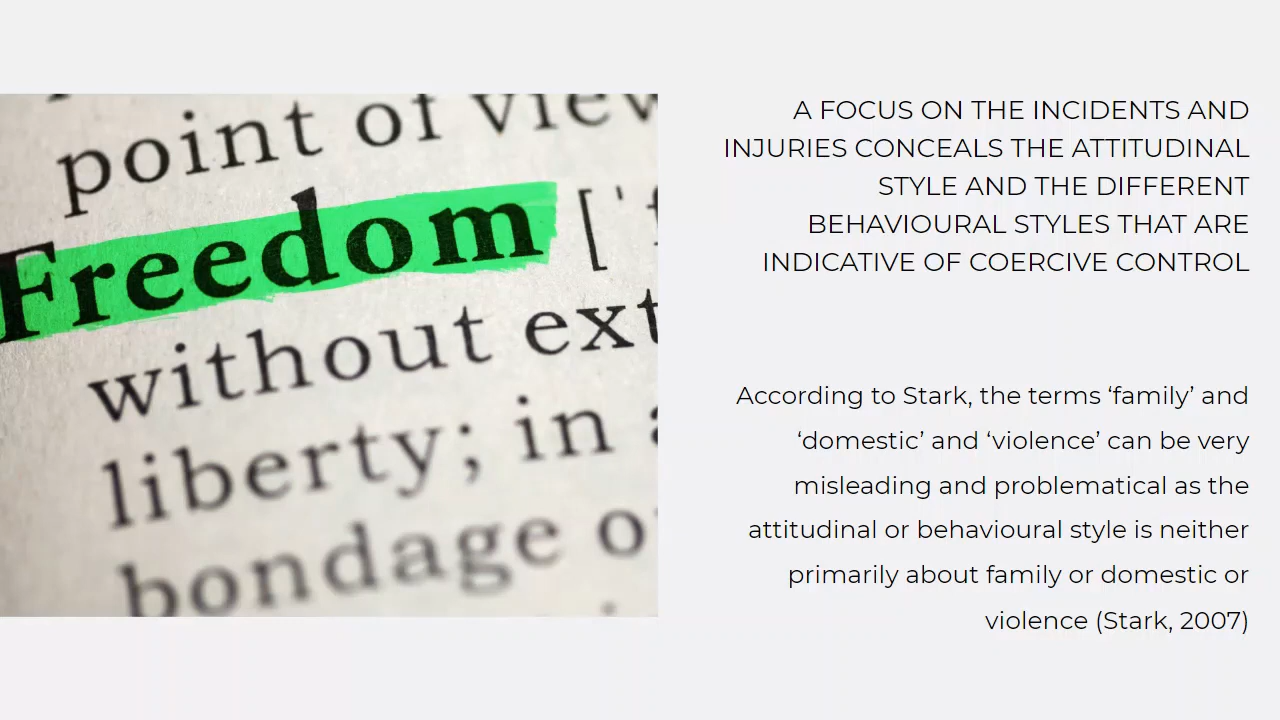 point of view
Freedom
without
liberty; in
bondage
A FOCUS ON THE INCIDENTS AND
INJURIES CONCEALS THE ATTITUDINAL
STYLE AND THE DIFFERENT
BEHAVIOURAL STYLES THAT ARE
INDICATIVE OF COERCIVE CONTROL
According to Stark, the terms ‘family’ and
‘domestic’ and ‘violence’ can be very
misleading and problematical as the
attitudinal or behavioural style is neither
primarily about family or domestic or
violence (Stark, 2007)